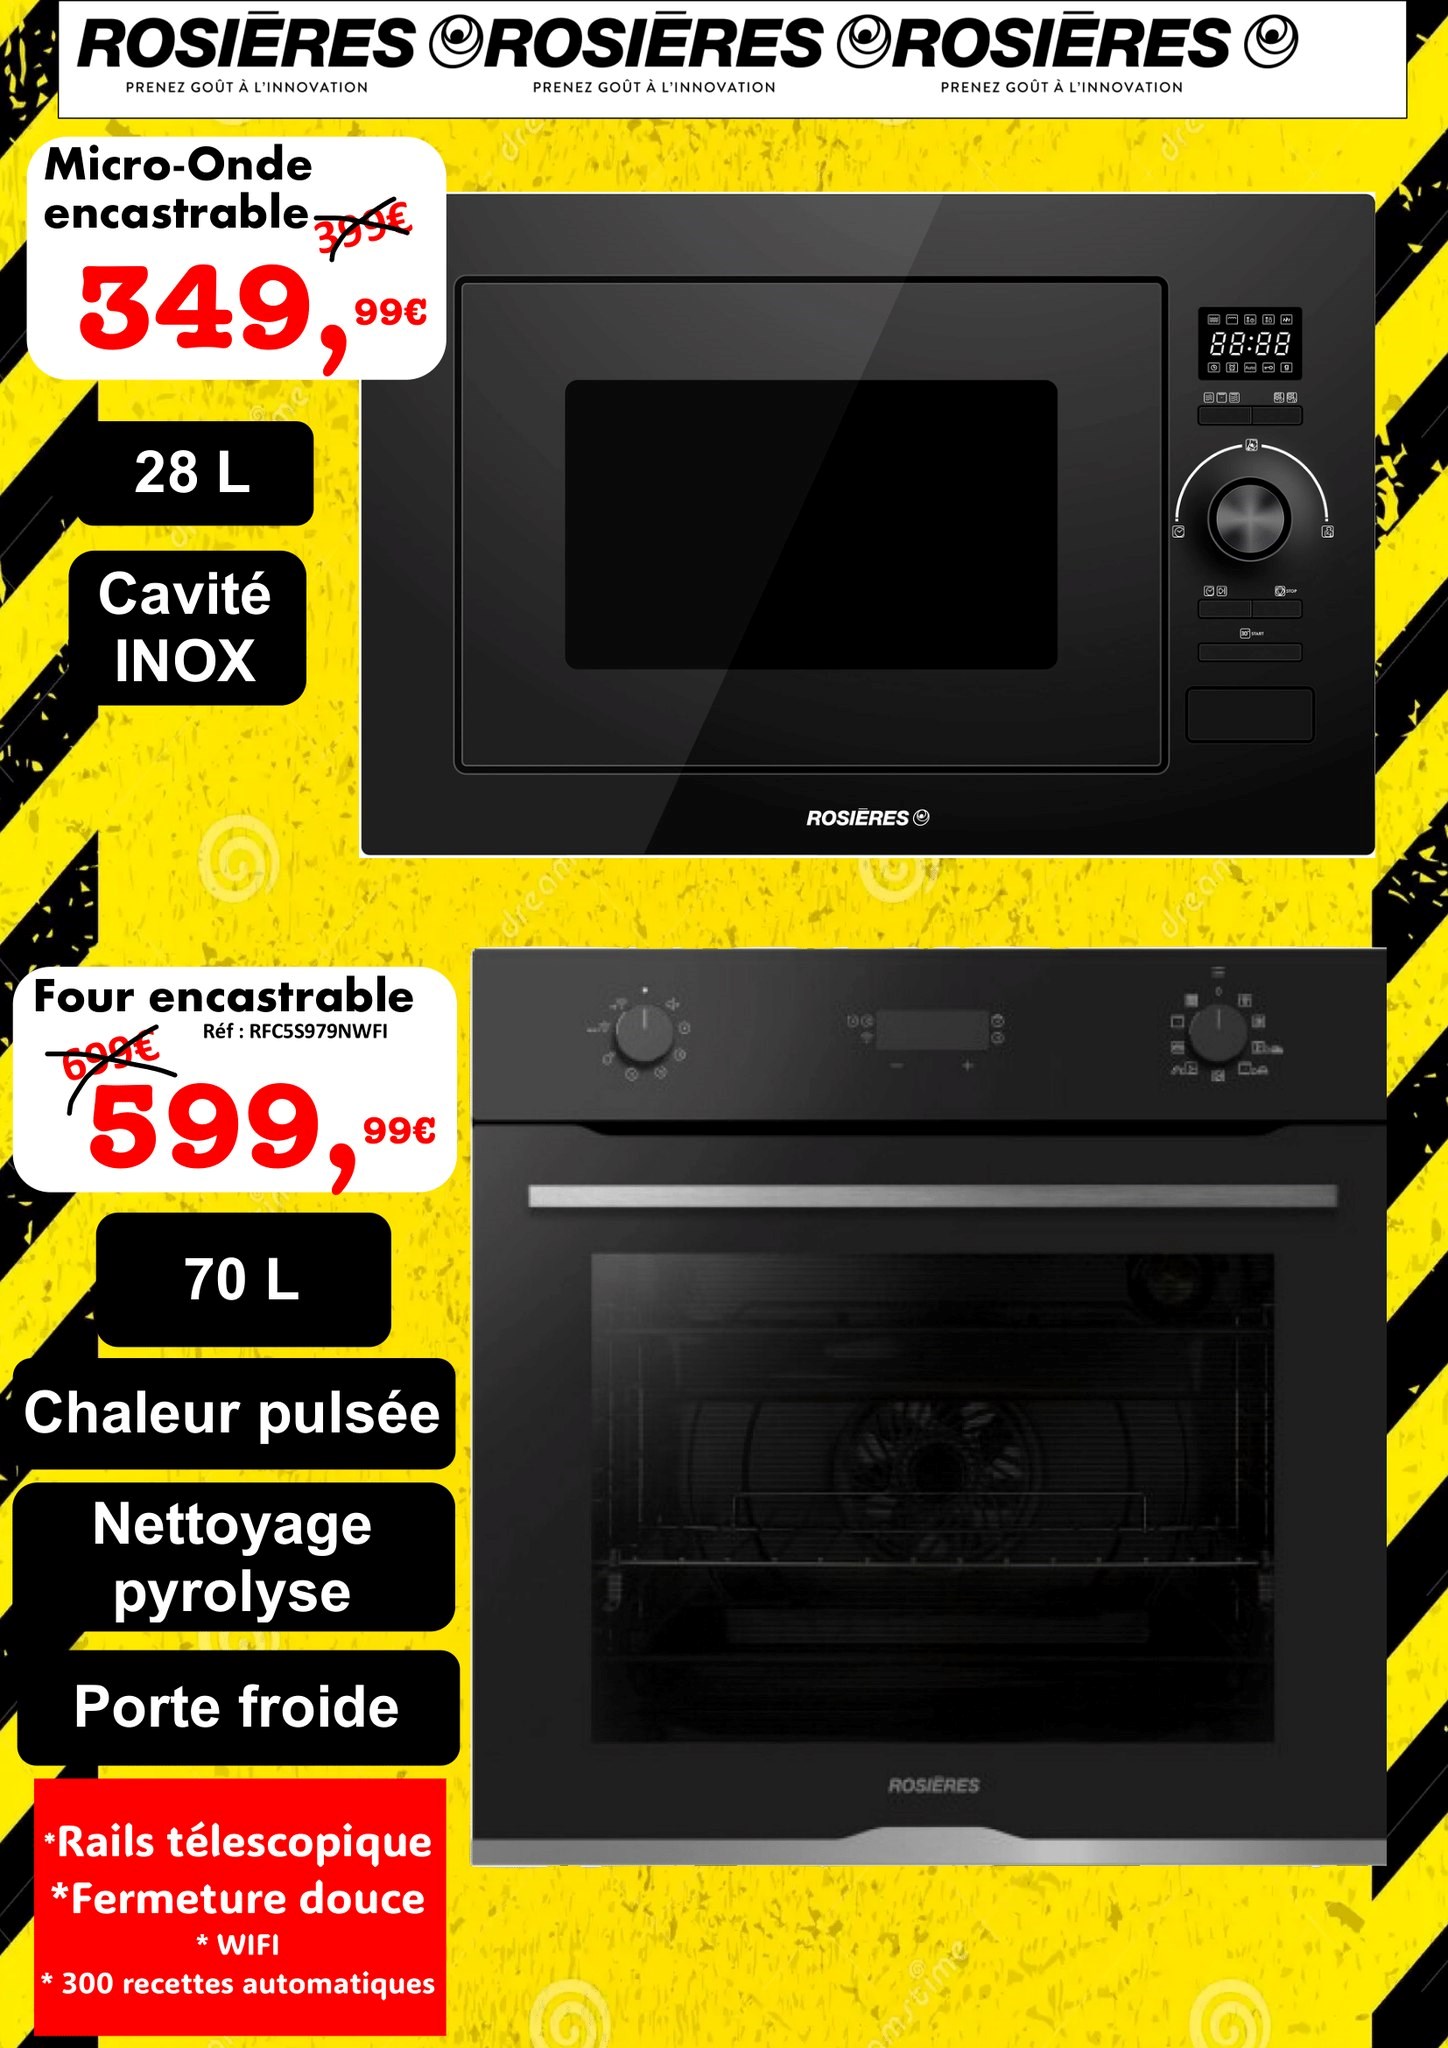 ROSIĒRES ROSIĒRES ROSIĒRES
PRENEZ GOÛT À L'INNOVATION PRENEZ GOÛT À L'INNOVATION PRENEZ GOÛT À L'INNOVATION
Micro-Onde
encastrable 399€
349,99€
28 L
Cavité
INOX
88:88
STOP
START
ROSIĒRES
Four encastrable
Réf : RFC5S979NWFI
699€
599,99€
70 L
Chaleur pulsée
Nettoyage
pyrolyse
Porte froide
ROSIĒRES
*Rails télescopique
*Fermeture douce
* WIFI
* 300 recettes automatiques